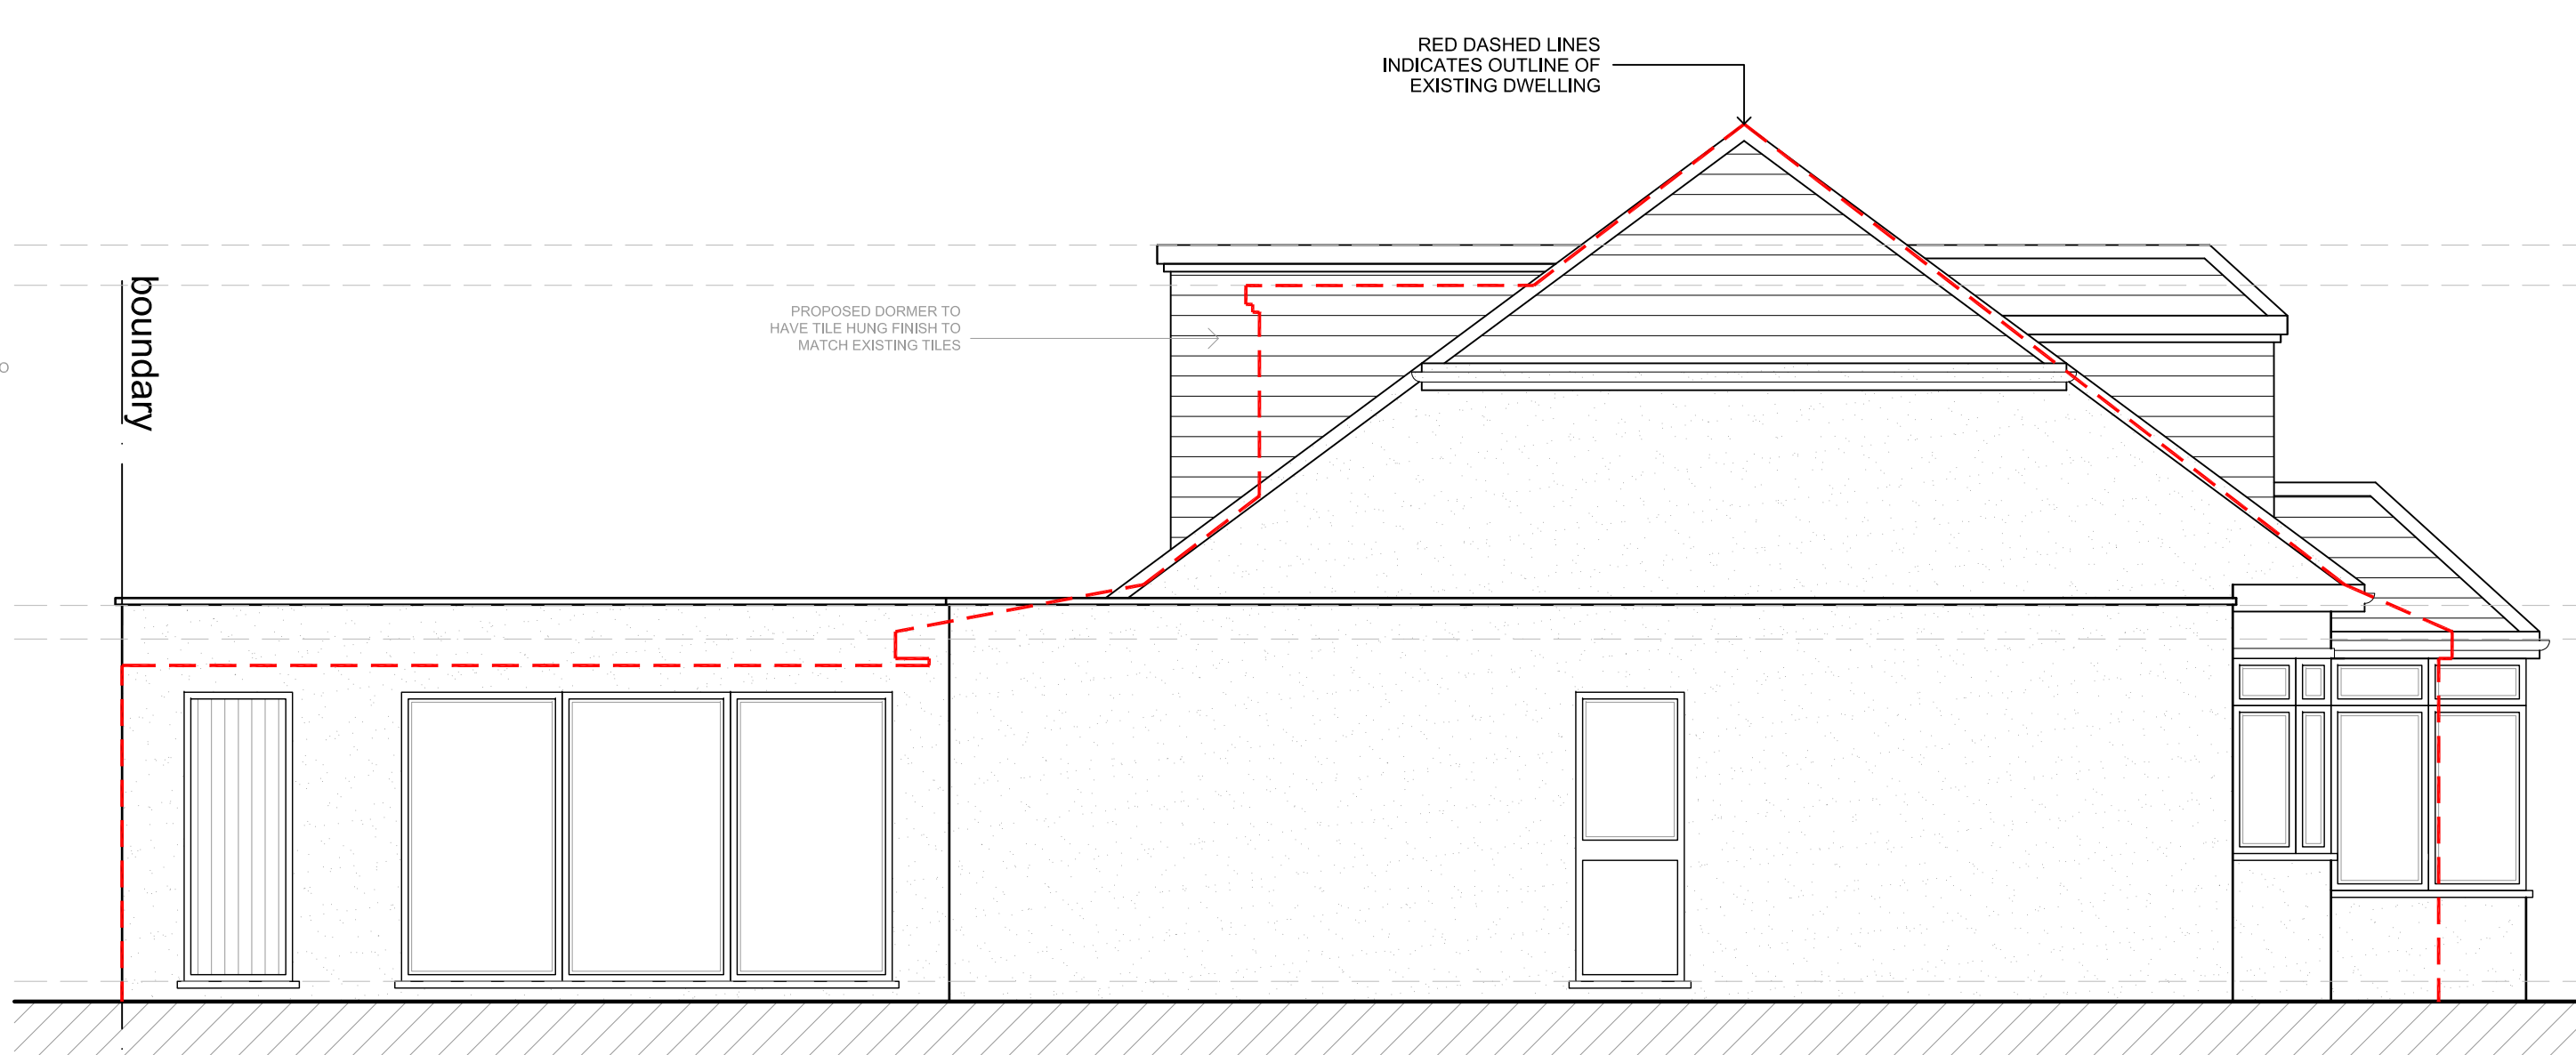 RED DASHED LINES
INDICATES OUTLINE OF
EXISTING DWELLING
PROPOSED DORMER TO
HAVE TILE HUNG FINISH TO
MATCH EXISTING TILES
boundary
O